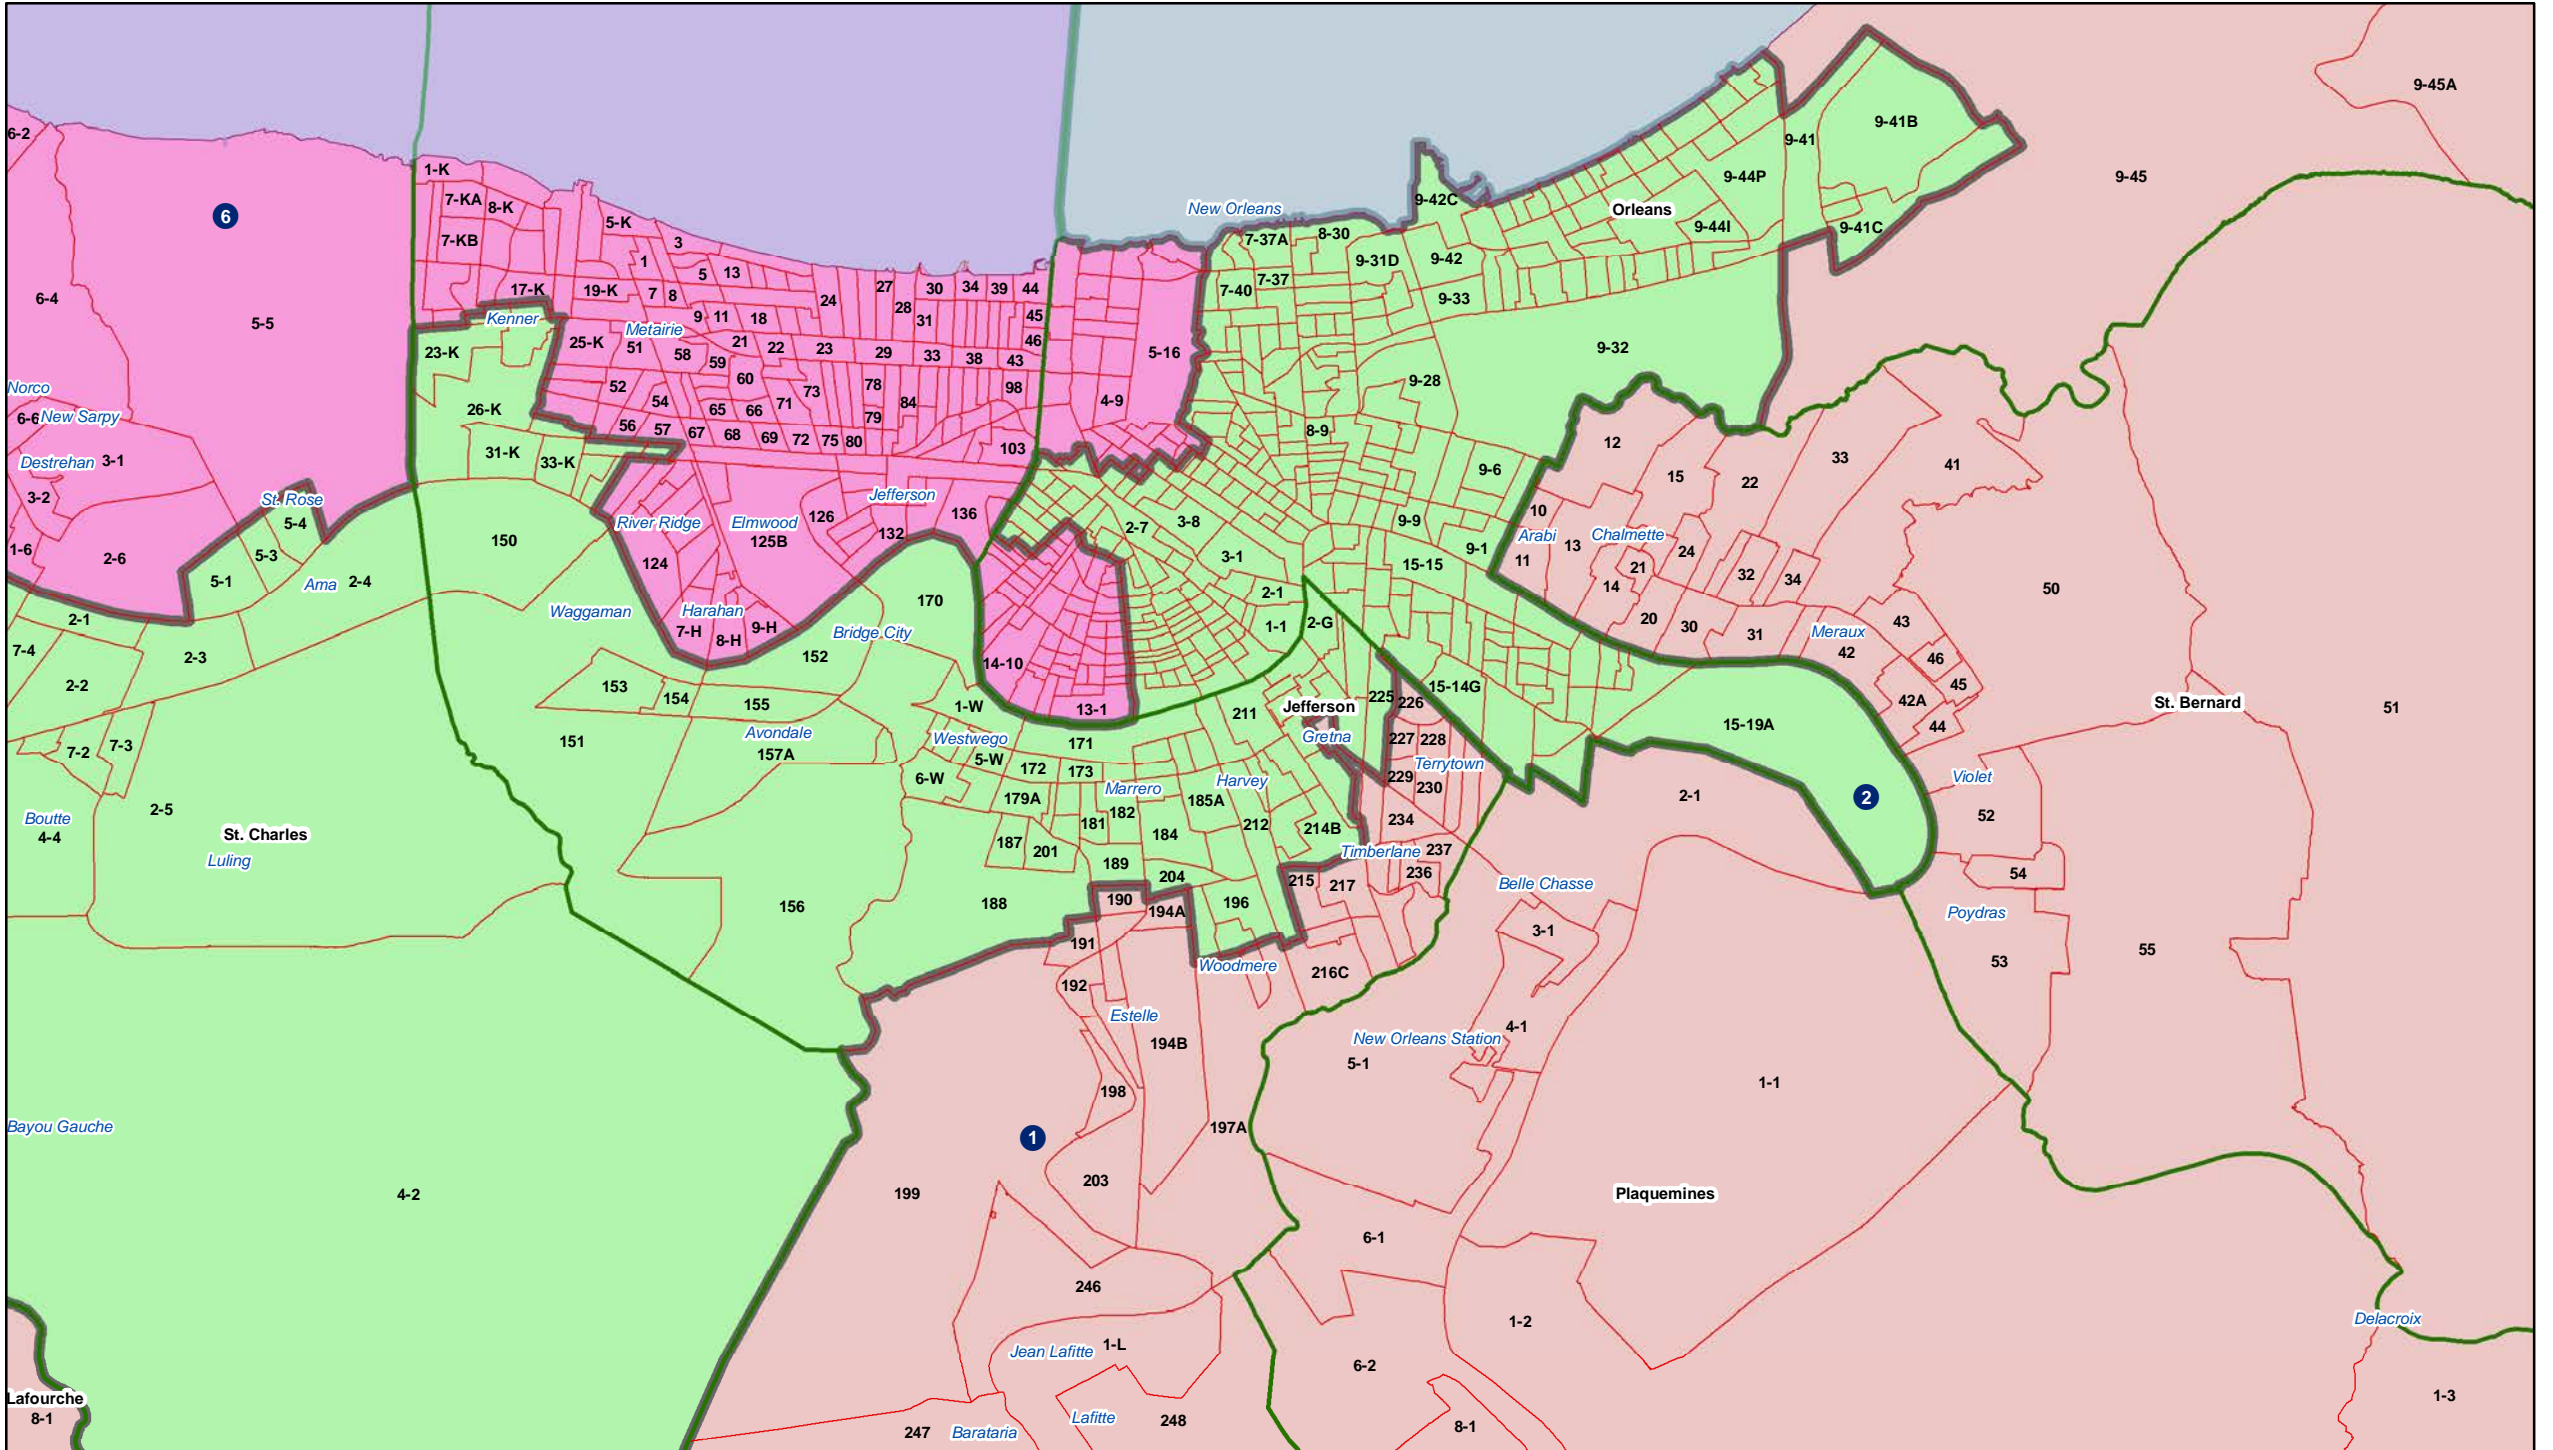 9-45A
9-41B
6-2
9-41
1-K
9-44P
9-45
7-KA
8-K
9-42C
New Orleans
Orleans
6
5-K
9-44I
9-41C
7-KB
3
7-37A
8-30
1
5
13
9-31D
9-42
7-37
7-40
6-4
17-K
19-K
7
8
24
27
30
34
39
44
9-33
28
5-5
Kenner
9
11
18
31
45
Metairie
25-K
51
21
22
23
29
33
38
43
46
5-16
9-32
23-K
58
59
60
Norco
52
73
78
98
9-28
54
71
84
4-9
26-K
65
66
79
6-6
New Sarpy
56
57
67
68
69
72
75
80
8-9
12
103
31-K
33-K
Destrehan
3-1
9-6
15
33
41
22
3-2
St. Rose
Jefferson
5-4
River Ridge
Elmwood
126
136
2-7
3-8
9-9
10
125B
132
Arabi
Chalmette
150
13
1-6
2-6
5-3
124
3-1
9-1
11
24
15-15
21
5-1
Ama
2-4
14
32
34
50
Waggaman
Harahan
170
2-1
2-1
7-H
8-H
9-H
Bridge City
1-1
2-G
20
30
31
Meraux
43
7-4
2-3
152
14-10
42
46
2-2
153
154
155
1-W
13-1
225
226
15-14G
45
42A
44
St. Bernard
51
Jefferson
211
15-19A
7-2
7-3
151
Avondale
157A
Westwego
171
Gretna
227
228
5-W
172
173
Terrytown
6-W
229
230
Violet
Marrero
Harvey
2-1
2
179A
185A
2-5
Boutte
4-4
St. Charles
181
182
212
214B
234
52
184
187
201
Luling
189
Timberlane
237
204
215
217
236
54
Belle Chasse
156
188
190
194A
196
Poydras
3-1
191
55
53
Woodmere
216C
192
Estelle
4-1
New Orleans Station
194B
5-1
198
1-1
Bayou Gauche
1
197A
203
4-2
199
Plaquemines
6-1
246
1-2
Delacroix
1-L
Jean Lafitte
6-2
Lafourche
8-1
1-3
Lafitte
248
8-1
247
Barataria